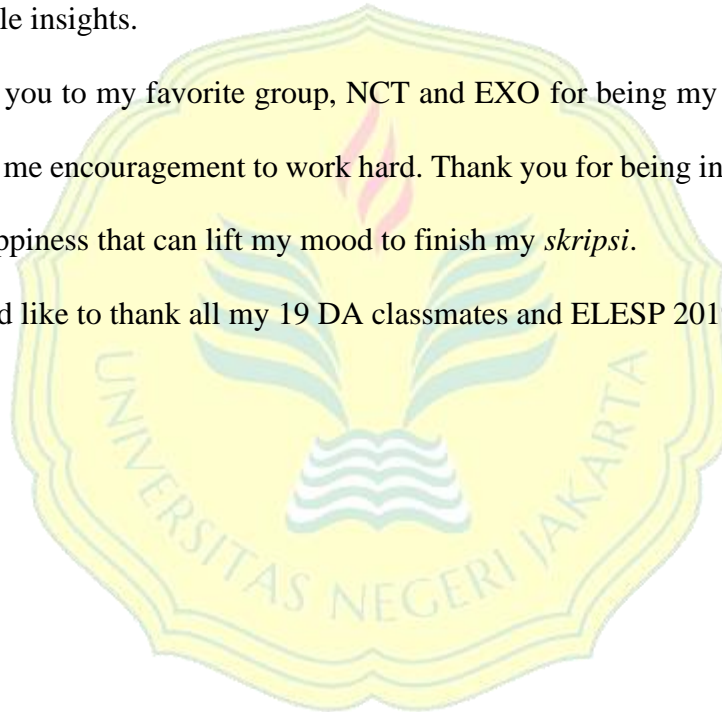 le insights.
you to my favorite group, NCT and EXO for being my
me encouragement to work hard. Thank you for being in
ppiness that can lift my mood to finish my skripsi.
d like to thank all my 19 DA classmates and ELESP 201
UNIVERSITAS NEGERI JAKARTA